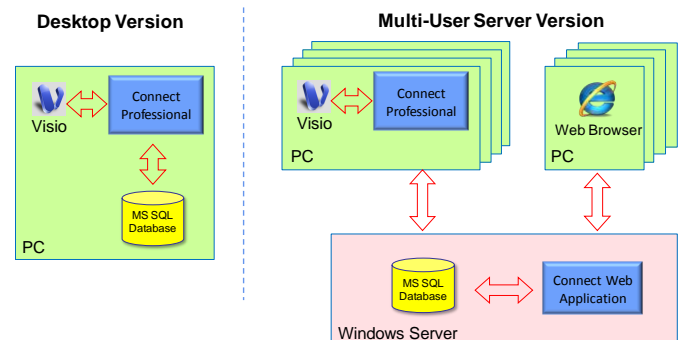 Desktop Version
Visio
Connect
Professional
MS SQL
Database
PC
Multi-User Server Version
Visio
Connect
Professional
PC
Web Browser
PC
MS SQL
Database
Connect Web
Application
Windows Server